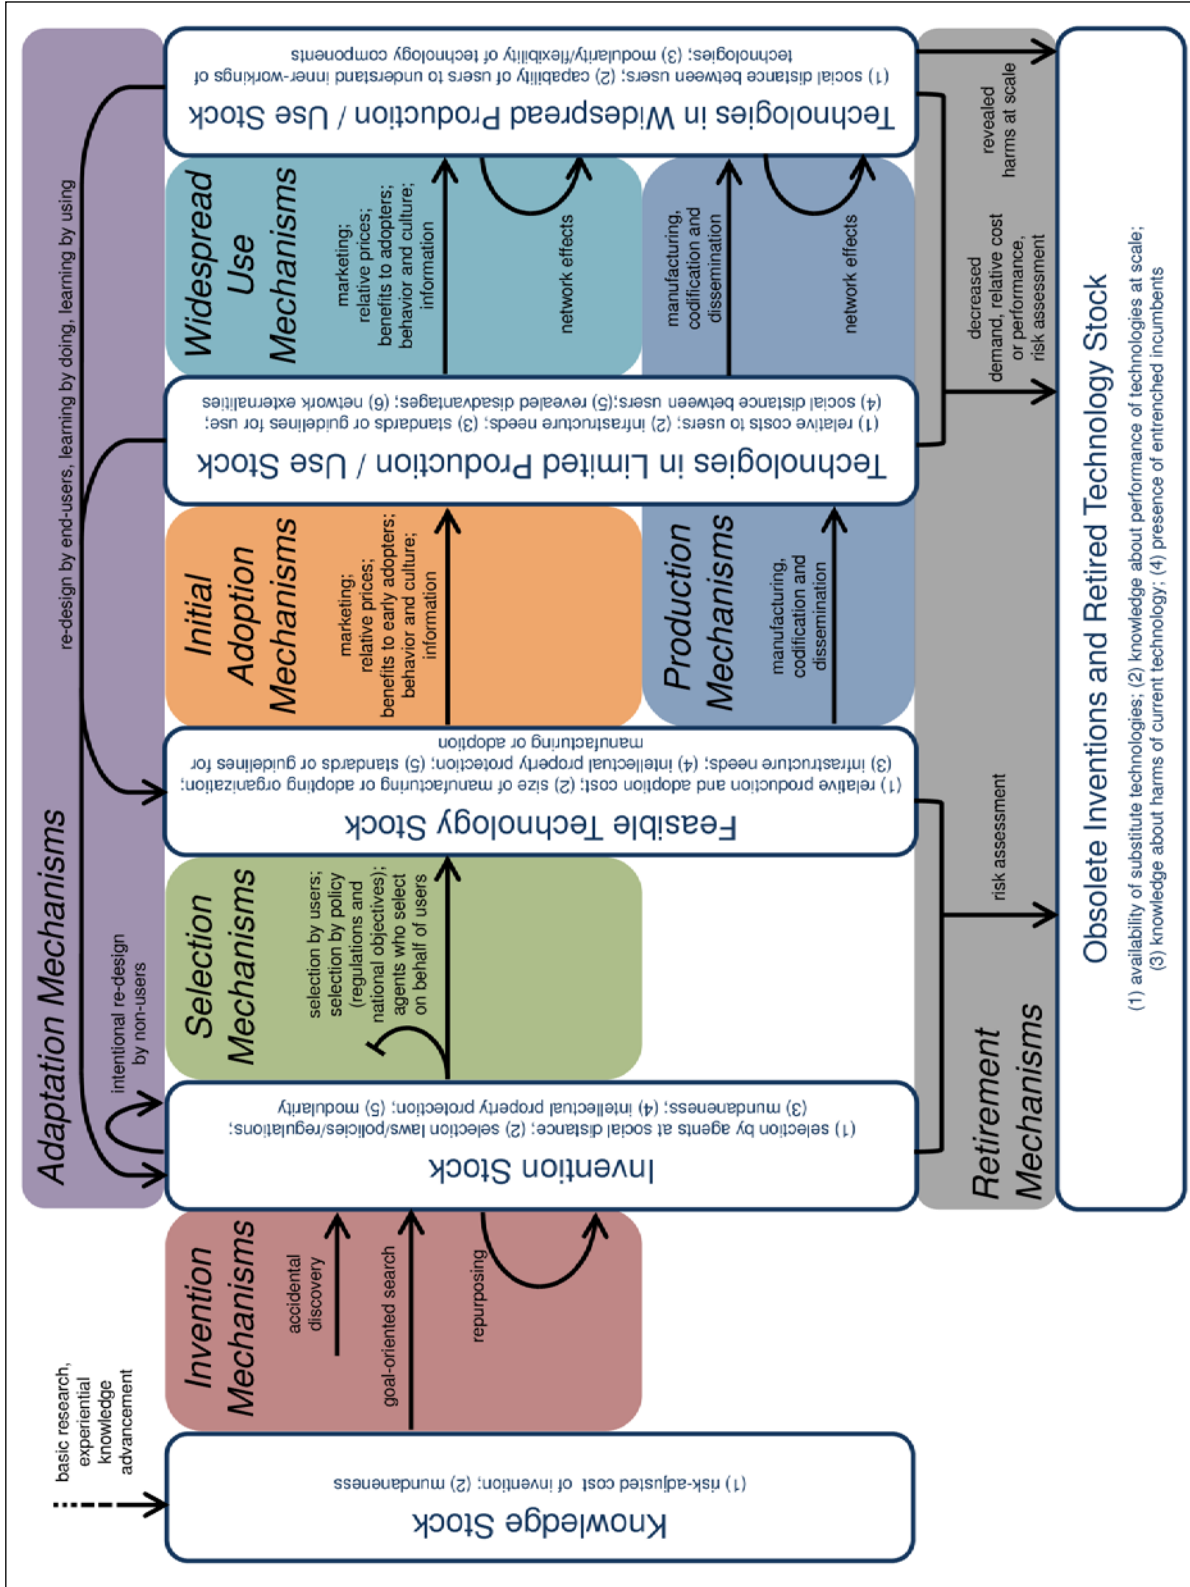 basic research,
experiential
knowledge
advancement
Knowledge Stock
(1) risk-adjusted cost of invention; (2) mundaneness
Invention
Mechanisms
accidental
discovery
goal-oriented search
repurposing
Invention Stock
(1) selection by agents at social distance; (2) selection laws/policies/regulations;
(3) mundaneness; (4) intellectual property protection; (5) modularity
Adaptation Mechanisms
intentional re-design
by non-users
re-design by end-users, learning by doing, learning by using
Selection
Mechanisms
selection by users;
selection by policy
(regulations and
national objectives);
agents who select
on behalf of users
Feasible Technology Stock
(1) relative production and adoption cost; (2) size of manufacturing or adopting organization;
(3) infrastructure needs; (4) intellectual property protection; (5) standards or guidelines for
manufacturing or adoption
Initial
Adoption
Mechanisms
marketing;
relative prices;
benefits to early adopters;
behavior and culture;
information
Production
Mechanisms
manufacturing,
codification and
dissemination
Technologies in Limited Production / Use Stock
(1) relative costs to users; (2) infrastructure needs; (3) standards or guidelines for use;
(4) social distance between users;(5) revealed disadvantages; (6) network externalities
Widespread
Use
Mechanisms
marketing;
relative prices;
benefits to adopters;
behavior and culture;
information
network effects
manufacturing,
codification and
dissemination
network effects
Technologies in Widespread Production / Use Stock
(1) social distance between users; (2) capability of users to understand inner-workings of
technologies; (3) modularity/flexibility of technology components
Retirement
Mechanisms
risk assessment
decreased
demand, relative cost
or performance,
risk assessment
revealed
harms at scale
Obsolete Inventions and Retired Technology Stock
(1) availability of substitute technologies; (2) knowledge about performance of technologies at scale;
(3) knowledge about harms of current technology; (4) presence of entrenched incumbents